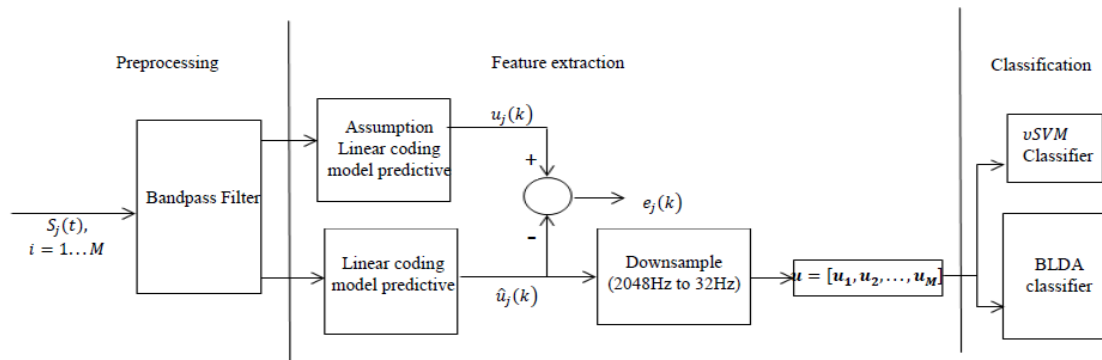 Preprocessing
Feature extraction
Classification
S_j(t),
i = 1…M
Bandpass Filter
Assumption
Linear coding
model predictive
u_j(k)
+
-
e_j(k)
Linear coding
model predictive
û_j(k)
Downsample
(2048Hz to 32Hz)
u = [u_1, u_2, …, u_M]
υSVM
Classifier
BLDA
classifier